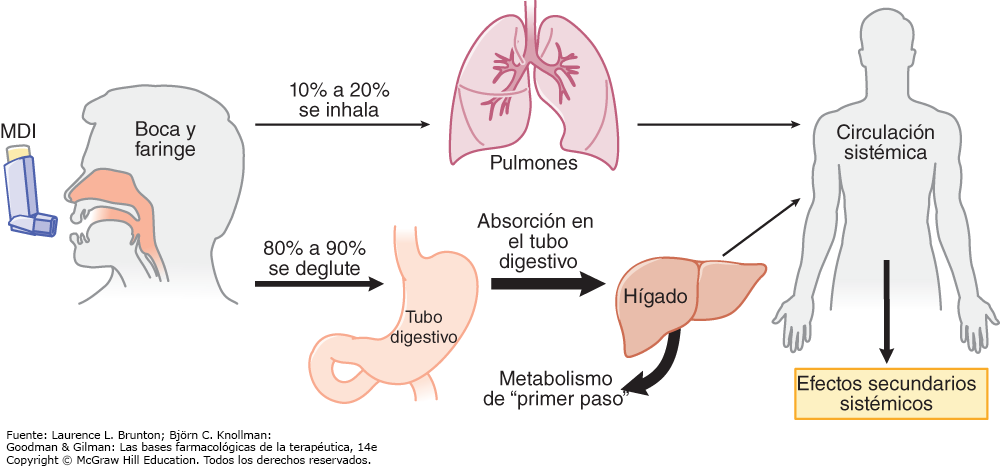 MDI
Boca y
faringe
10% a 20%
se inhala
Pulmones
Circulación
sistémica
80% a 90%
se deglute
Tubo
digestivo
Absorción en
el tubo
digestivo
Hígado
Metabolismo
de “primer paso”
Efectos secundarios
sistémicos
Fuente: Laurence L. Brunton; Björn C. Knollman:
Goodman & Gilman: Las bases farmacológicas de la terapéutica, 14e
Copyright © McGraw Hill Education. Todos los derechos reservados.